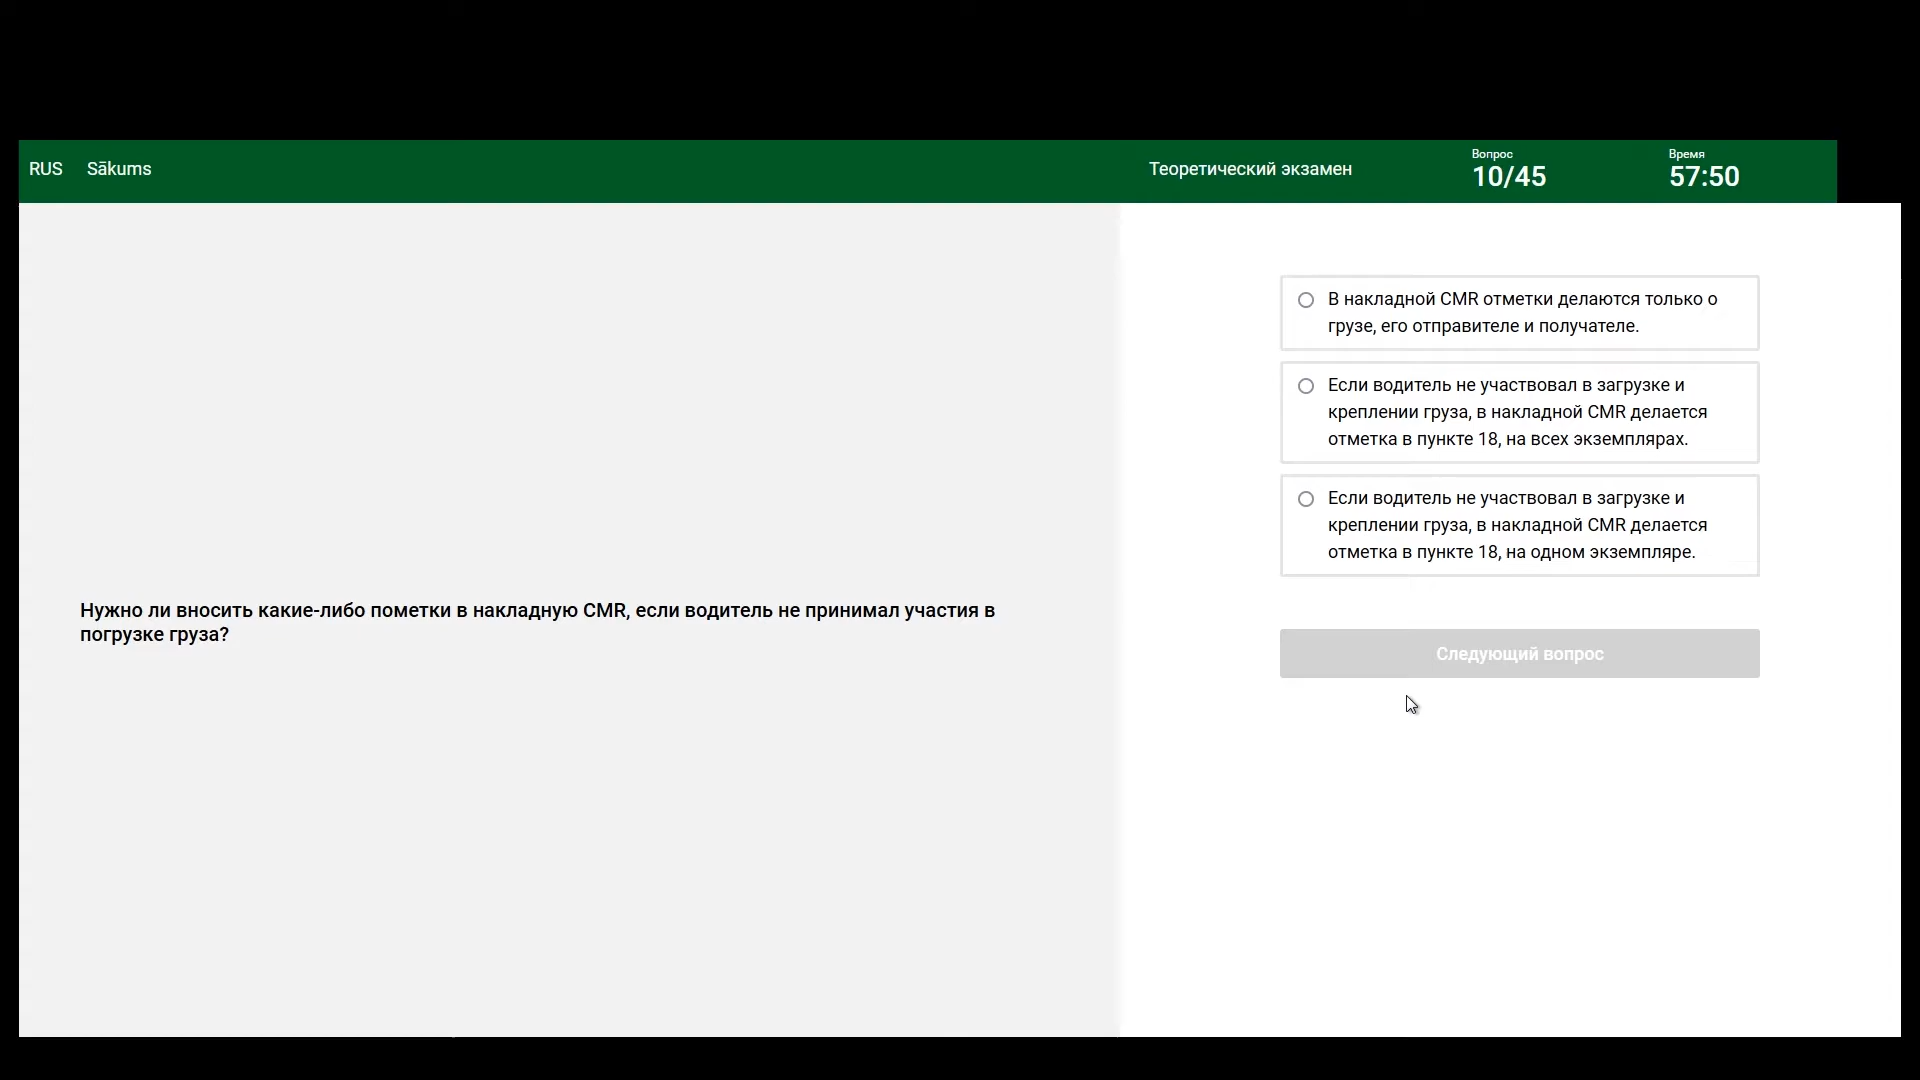 RUS Sākums Теоретический экзамен Вопрос Время
10/45 57:50
В накладной CMR отметки делаются только о
грузе, его отправителе и получателе.
Если водитель не участвовал в загрузке и
креплении груза, в накладной CMR делается
отметка в пункте 18, на всех экземплярах.
Если водитель не участвовал в загрузке и
креплении груза, в накладной CMR делается
отметка в пункте 18, на одном экземпляре.
Нужно ли вносить какие-либо пометки в накладную CMR, если водитель не принимал участия в
погрузке груза?
Следующий вопрос